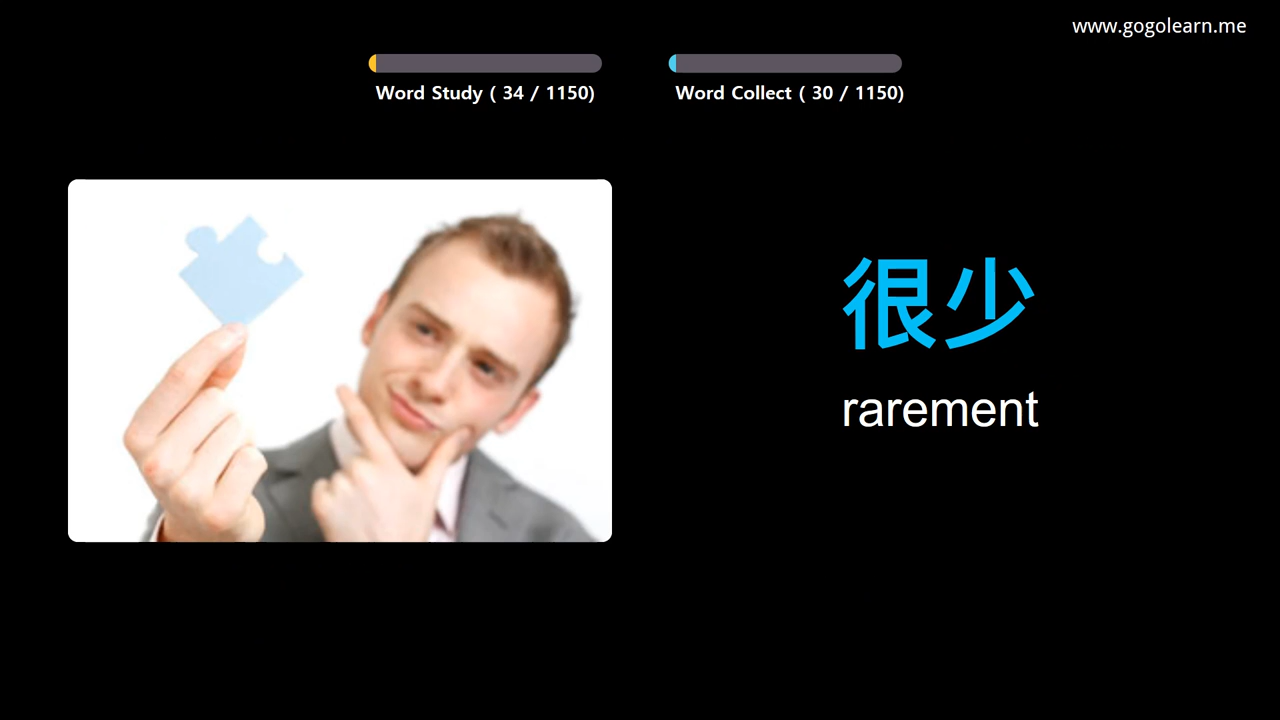 www.gogolearn.me
Word Study ( 34 / 1150)
Word Collect ( 30 / 1150)
很少
rarement